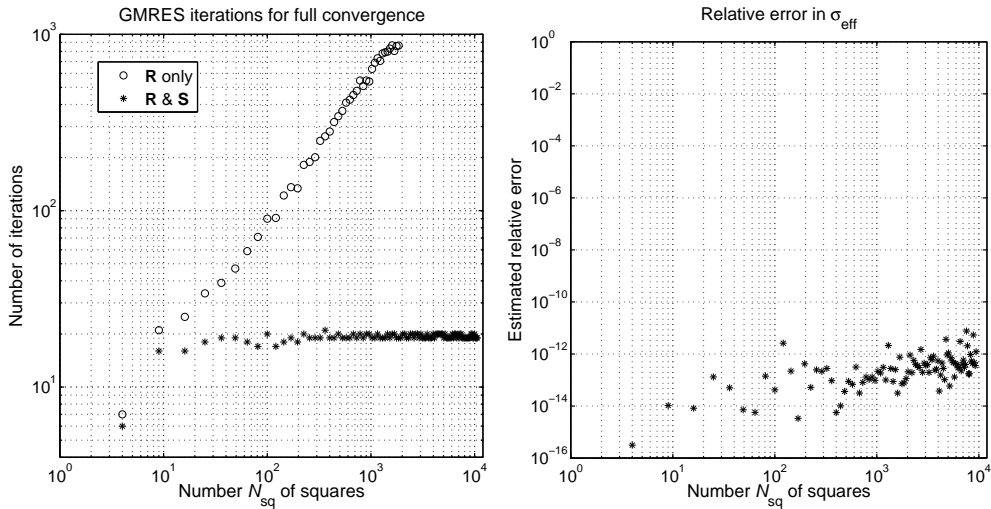 GMRES iterations for full convergence
10^3
10^2
10^1
Number of iterations
R only
R & S
10^0
10^1
10^2
10^3
10^4
Number N_sq of squares
Relative error in σ_eff
10^0
10^-2
10^-4
10^-6
10^-8
10^-10
10^-12
10^-14
10^-16
Estimated relative error
10^0
10^1
10^2
10^3
10^4
Number N_sq of squares